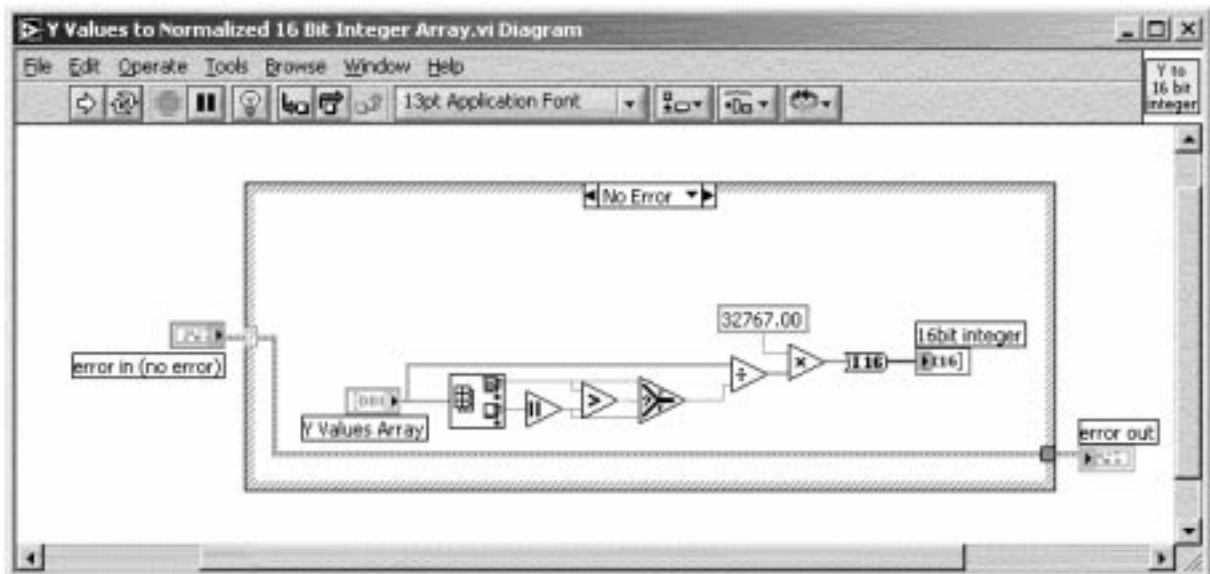 Y Values to Normalized 16 Bit Integer Array.vi Diagram
File Edit Operate Tools Browse Window Help
Y to
16 bit
integer
13pt Application Font
No Error
32767.00
16bit integer
I16
I16]
error in (no error)
Y Values Array
error out